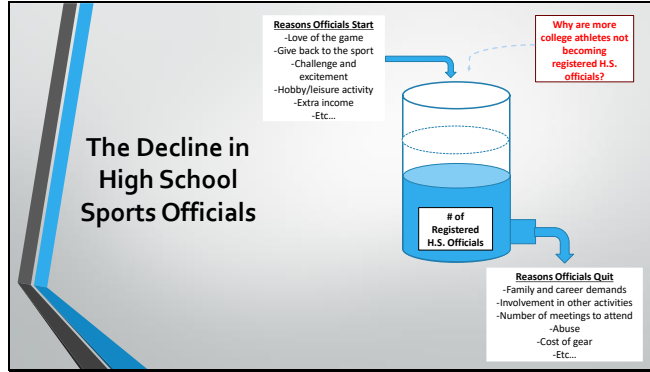 The Decline in
High School
Sports Officials
Reasons Officials Start
-Love of the game
-Give back to the sport
-Challenge and
excitement
-Hobby/leisure activity
-Extra income
-Etc...
Why are more
college athletes not
becoming
registered H.S.
officials?
# of
Registered
H.S. Officials
Reasons Officials Quit
-Family and career demands
-Involvement in other activities
-Number of meetings to attend
-Abuse
-Cost of gear
-Etc...